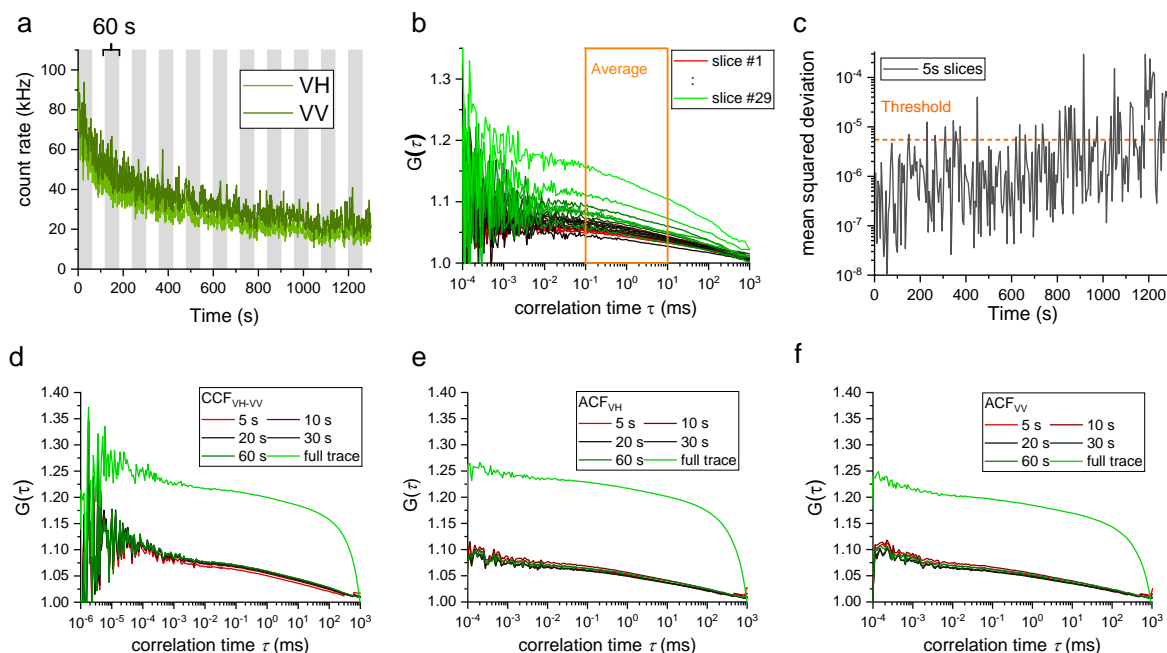 a
60 s
VH
VV
count rate (kHz)
100
80
60
40
20
0
0 200 400 600 800 1000 1200
Time (s)
b
slice #1
:
slice #29
Average
G(τ)
1.3
1.2
1.1
1.0
10⁻⁴ 10⁻³ 10⁻² 10⁻¹ 10⁰ 10¹ 10² 10³
correlation time τ (ms)
c
5s slices
Threshold
mean squared deviation
10⁻⁴
10⁻⁵
10⁻⁶
10⁻⁷
10⁻⁸
0 200 400 600 800 1000 1200
Time (s)
d
CCF_VH-VV
5 s 10 s
20 s 30 s
60 s full trace
G(τ)
1.40
1.35
1.30
1.25
1.20
1.15
1.10
1.05
1.00
10⁻⁶ 10⁻⁵ 10⁻⁴ 10⁻³ 10⁻² 10⁻¹ 10⁰ 10¹ 10² 10³
correlation time τ (ms)
e
ACF_VH
5 s 10 s
20 s 30 s
60 s full trace
G(τ)
1.40
1.35
1.30
1.25
1.20
1.15
1.10
1.05
1.00
10⁻⁴ 10⁻³ 10⁻² 10⁻¹ 10⁰ 10¹ 10² 10³
correlation time τ (ms)
f
ACF_VV
5 s 10 s
20 s 30 s
60 s full trace
G(τ)
1.40
1.35
1.30
1.25
1.20
1.15
1.10
1.05
1.00
10⁻⁴ 10⁻³ 10⁻² 10⁻¹ 10⁰ 10¹ 10² 10³
correlation time τ (ms)